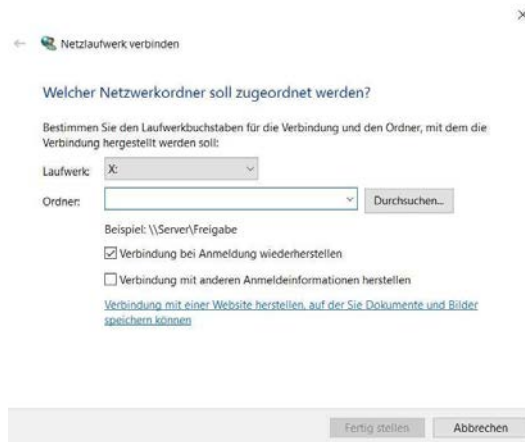 Netzlaufwerk verbinden
Welcher Netzwerkordner soll zugeordnet werden?
Bestimmen Sie den Laufwerkbuchstaben für die Verbindung und den Ordner, mit dem die
Verbindung hergestellt werden soll:
Laufwerk: X:
Ordner: Durchsuchen...
Beispiel: \\Server\Freigabe
Verbindung bei Anmeldung wiederherstellen
Verbindung mit anderen Anmeldeinformationen herstellen
Verbindung mit einer Website herstellen, auf der Sie Dokumente und Bilder
speichern können
Fertig stellen Abbrechen